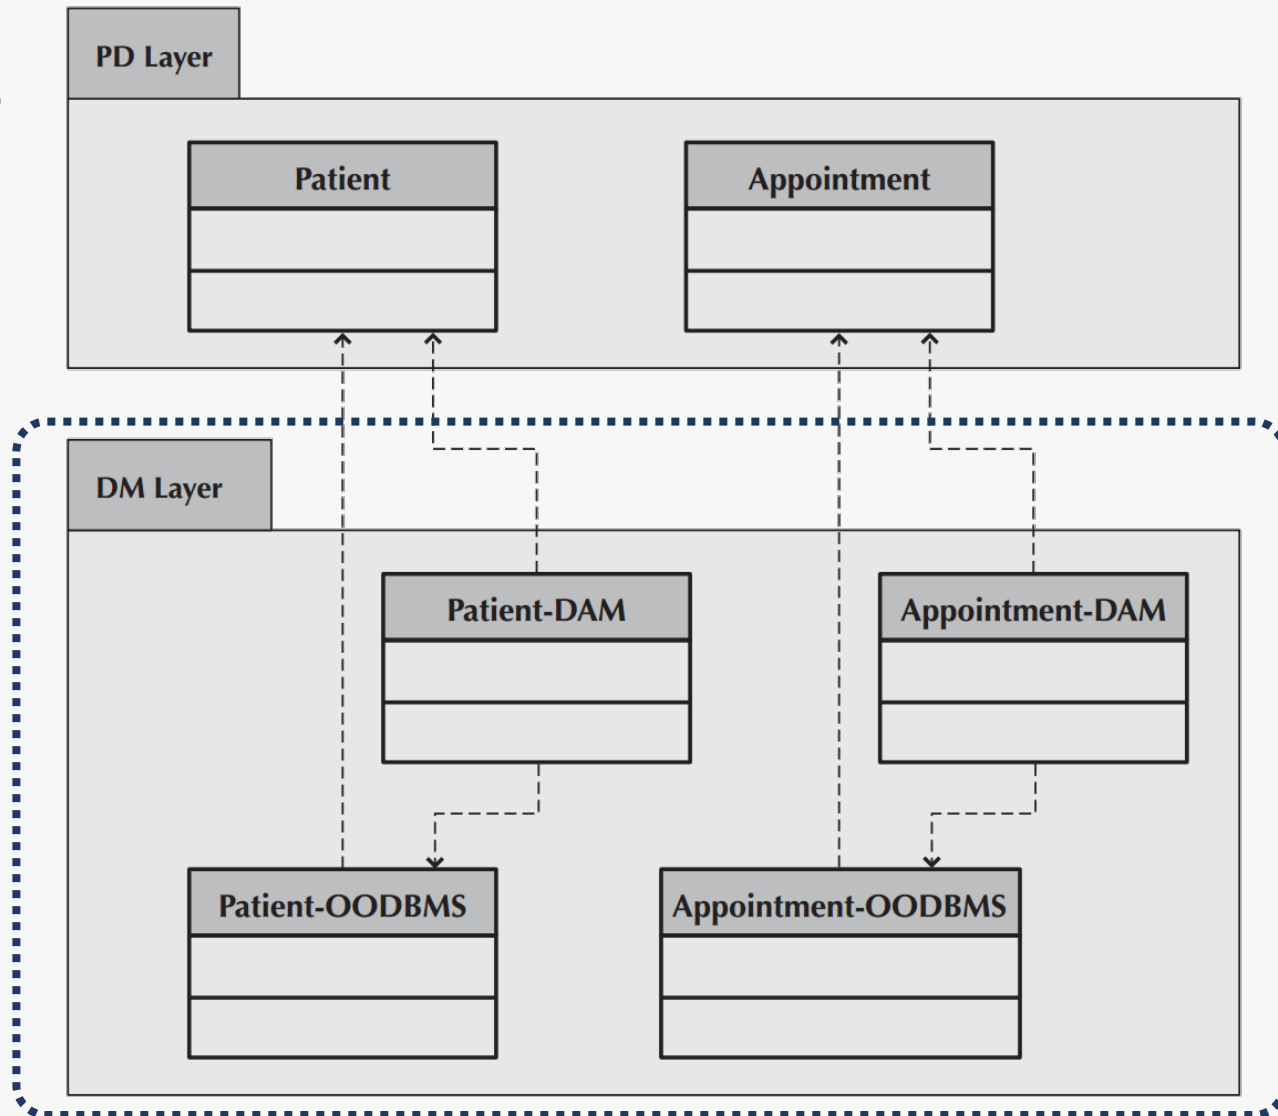 PD Layer
Patient
Appointment
DM Layer
Patient-DAM
Appointment-DAM
Patient-OODBMS
Appointment-OODBMS